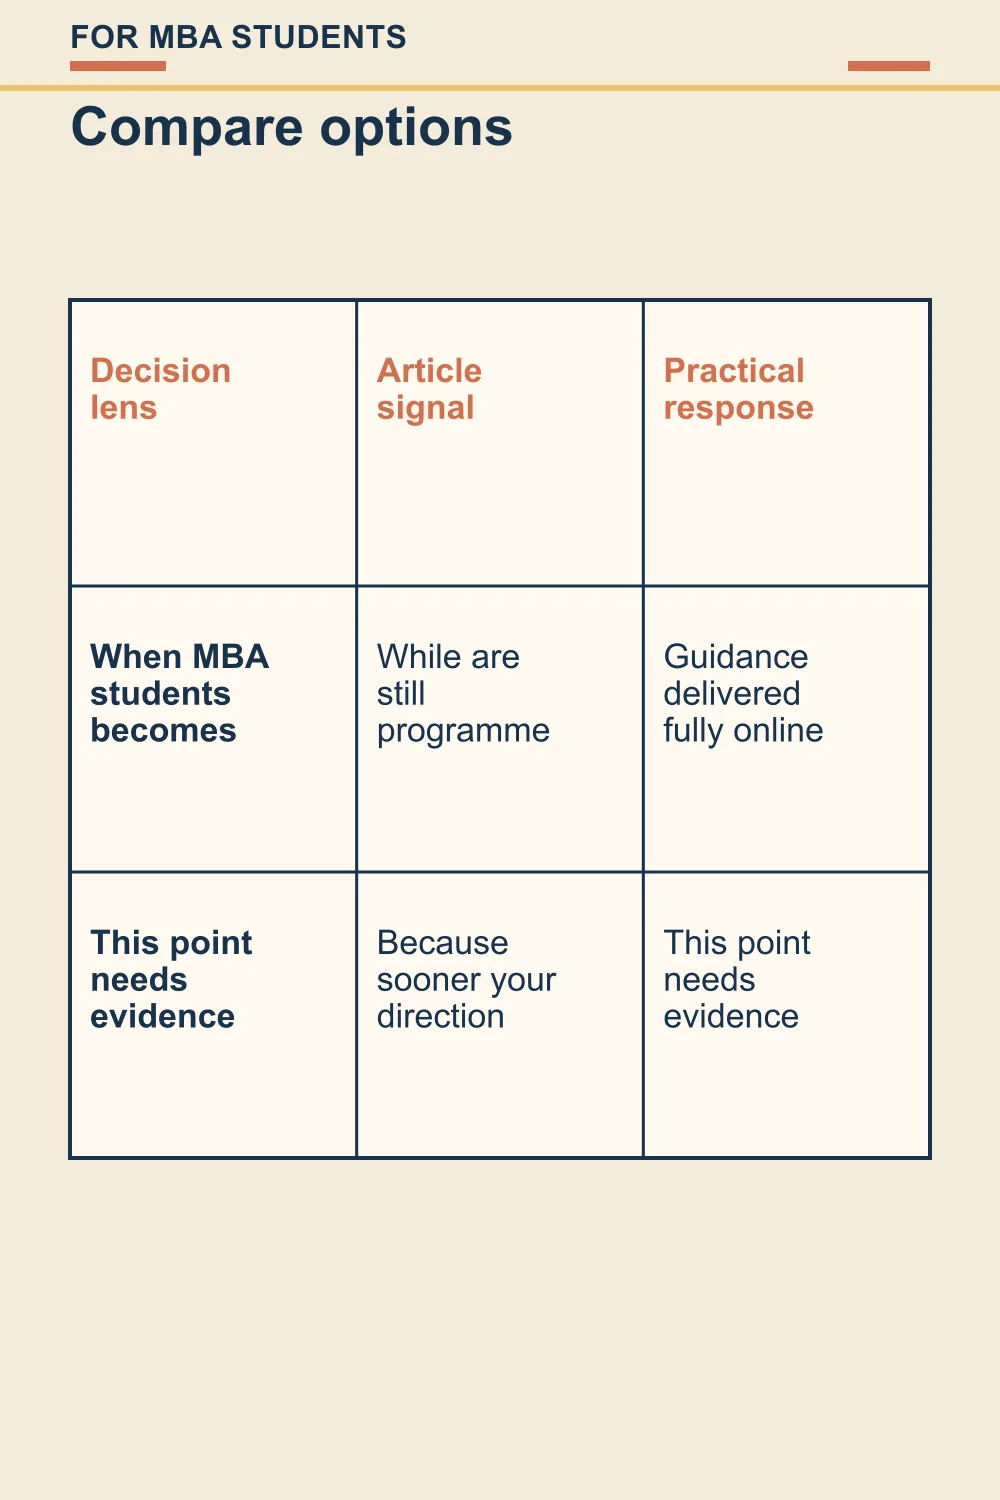 FOR MBA STUDENTS
Compare options
Decision
lens
Article
signal
Practical
response
When MBA
students
becomes
While are
still
programme
Guidance
delivered
fully online
This point
needs
evidence
Because
sooner your
direction
This point
needs
evidence